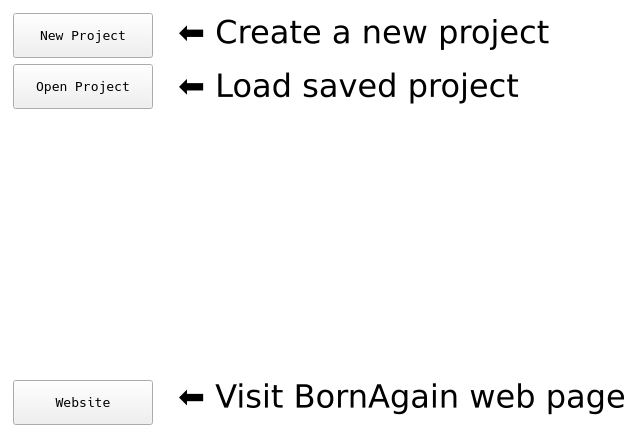 New Project ⬅ Create a new project
Open Project ⬅ Load saved project
Website ⬅ Visit BornAgain web page